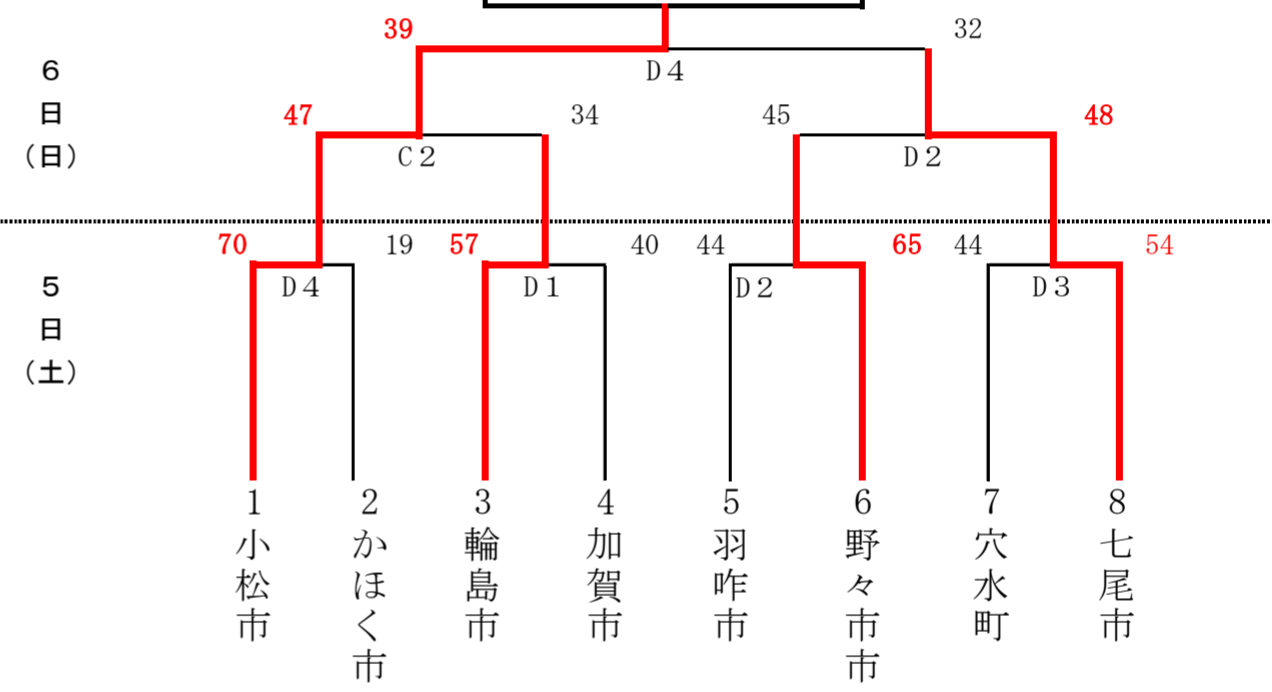 39
32
D4
6
日
(日)
47
34
45
48
C2
D2
70
19
57
40
44
65
44
54
D4
D1
D2
D3
5
日
(土)
1
小松市
2
かほく市
3
輪島市
4
加賀市
5
羽咋市
6
野々市市
7
穴水町
8
七尾市